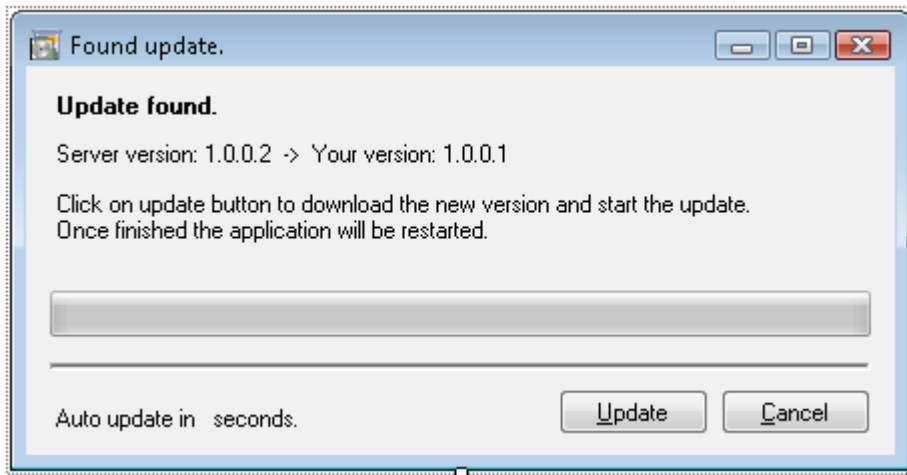 Found update.
Update found.
Server version: 1.0.0.2 -> Your version: 1.0.0.1
Click on update button to download the new version and start the update.
Once finished the application will be restarted.
Auto update in   seconds.
Update
Cancel